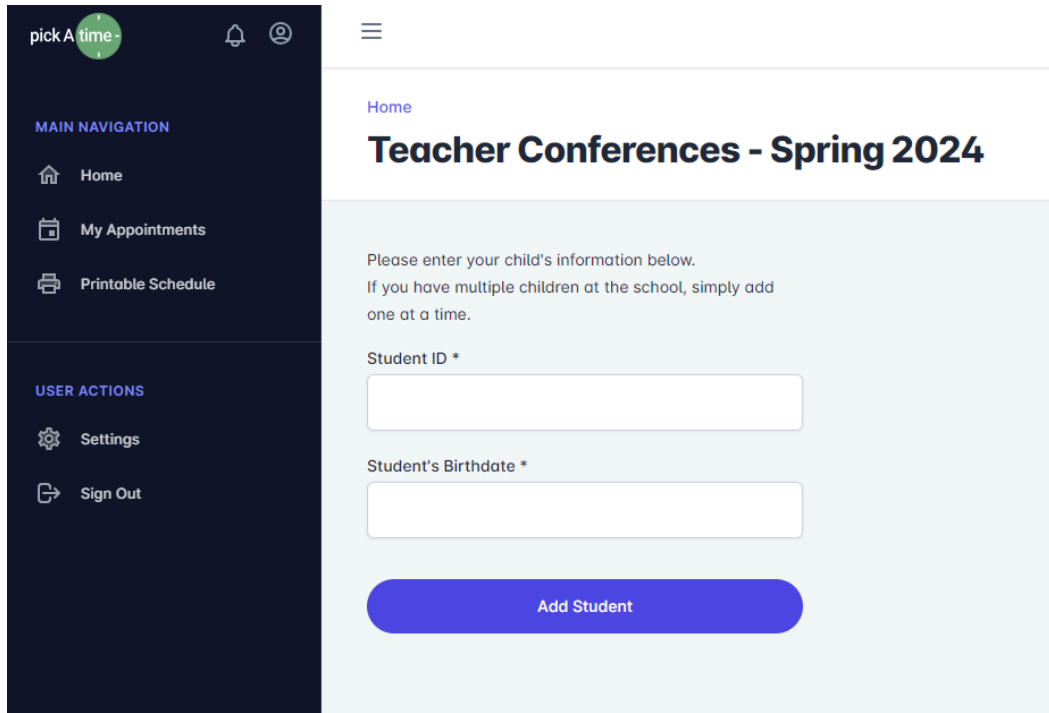 pick A time
MAIN NAVIGATION
Home
My Appointments
Printable Schedule
USER ACTIONS
Settings
Sign Out
Home
Teacher Conferences - Spring 2024
Please enter your child's information below.
If you have multiple children at the school, simply add
one at a time.
Student ID *
Student's Birthdate *
Add Student